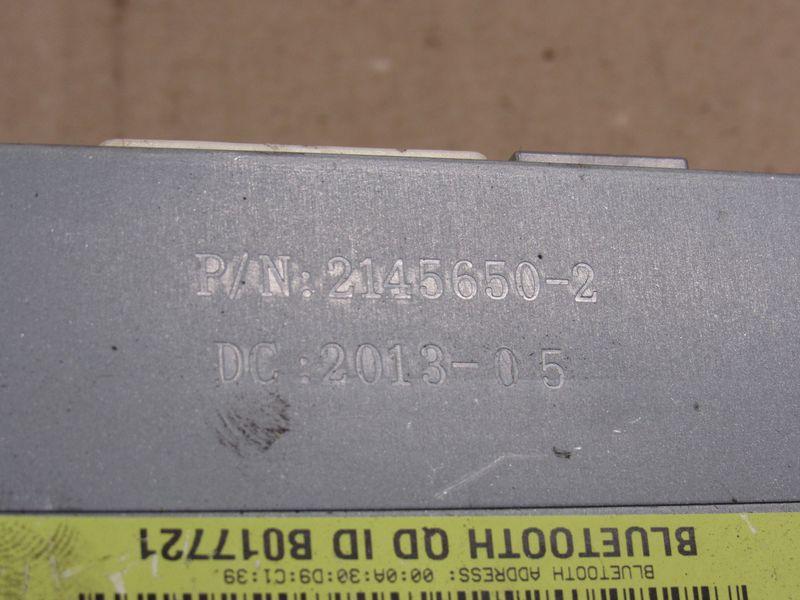 P/N:2145650-2
DC:2013-05
BLUETOOTH QD ID B017721
BLUETOOTH ADDRESS: 00:0A:30:D9:C1:39